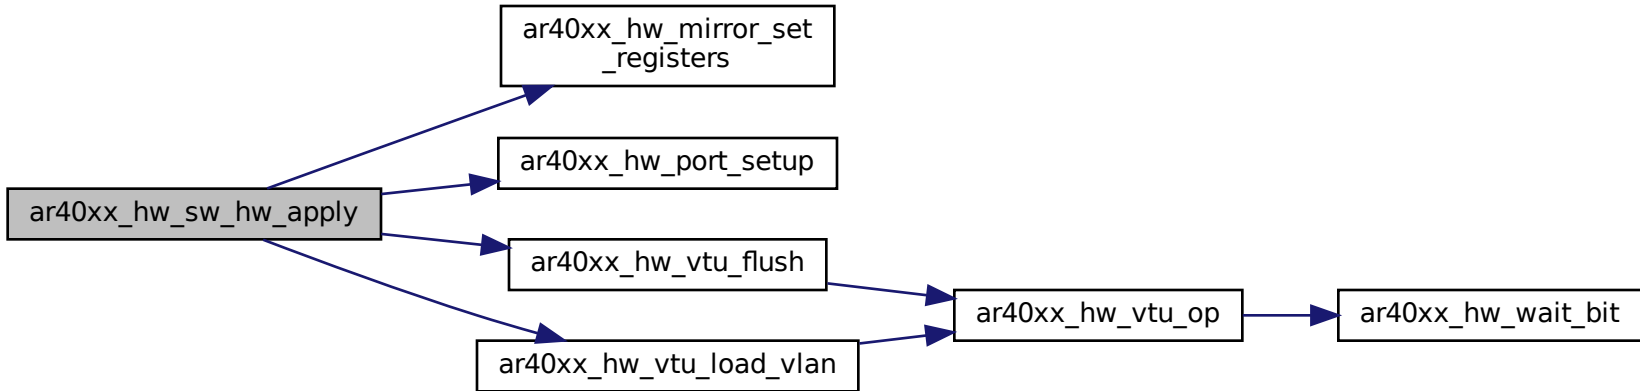 ar40xx_hw_mirror_set
_registers
ar40xx_hw_port_setup
ar40xx_hw_sw_hw_apply
ar40xx_hw_vtu_flush
ar40xx_hw_vtu_op
ar40xx_hw_wait_bit
ar40xx_hw_vtu_load_vlan